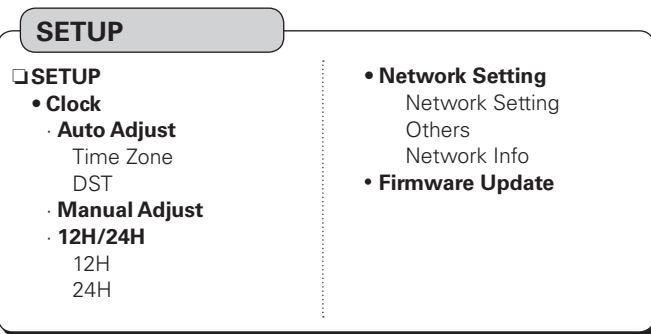 SETUP
❏SETUP
• Clock
· Auto Adjust
Time Zone
DST
· Manual Adjust
· 12H/24H
12H
24H
• Network Setting
Network Setting
Others
Network Info
• Firmware Update